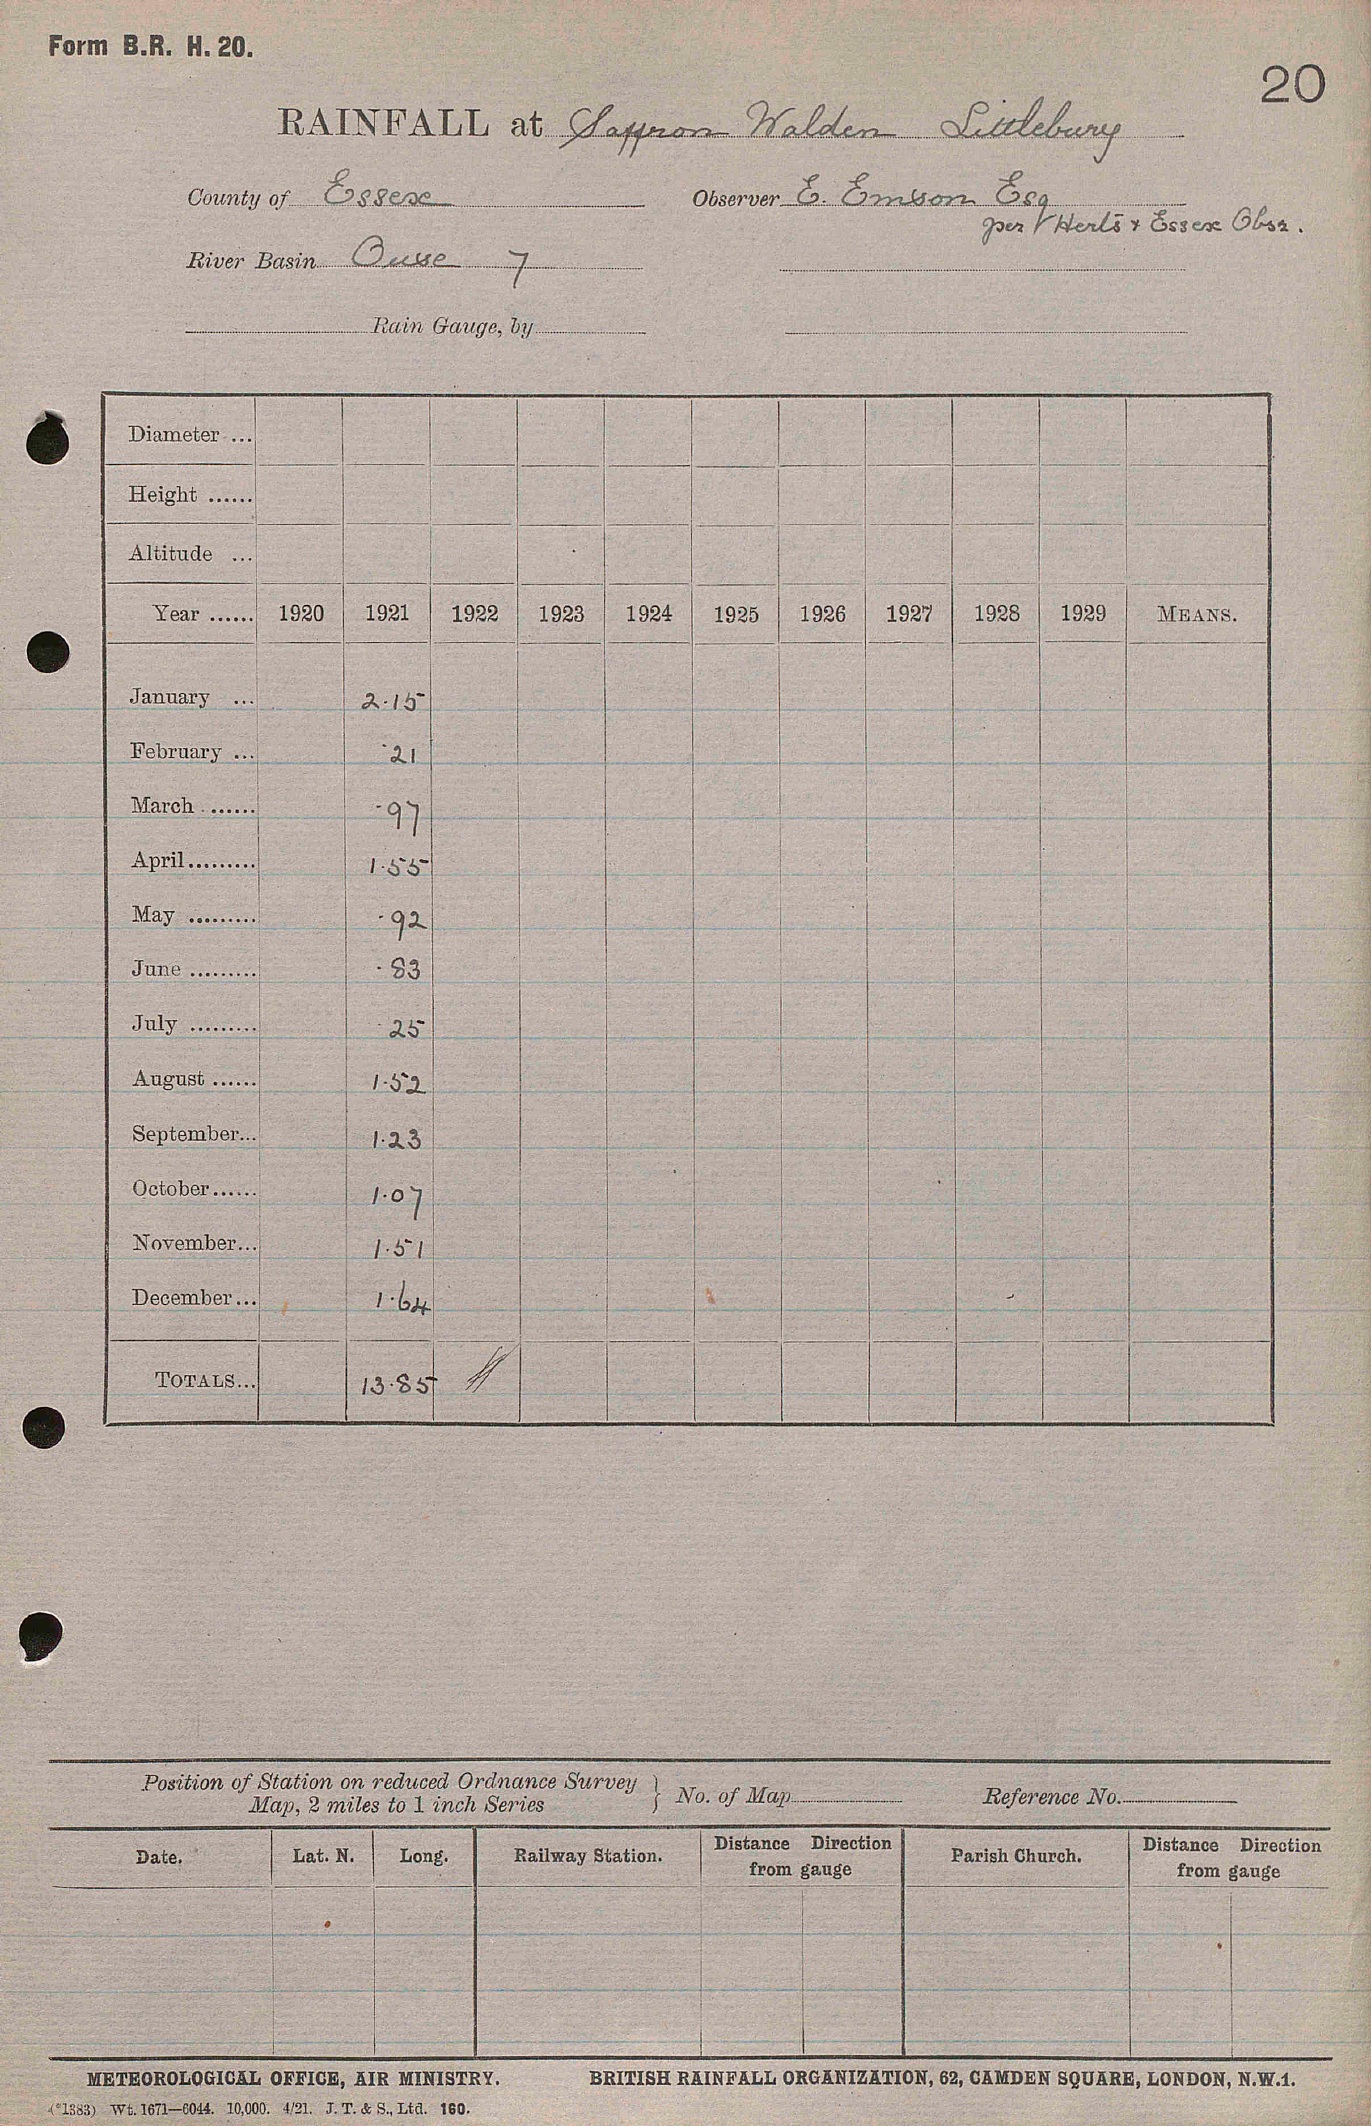 Form B.R. H. 20.
20
RAINFALL at Saffron Walden Littlebury
County of Essex Observer E. Emson Esq
per Herts & Essex Obsr.
River Basin Ouse 7
Rain Gauge, by
Diameter ...
Height ......
Altitude ...
Year ...... 1920 1921 1922 1923 1924 1925 1926 1927 1928 1929 MEANS.
January ... 2.15
February ... .21
March ....... .97
April......... 1.55
May ......... .92
June ......... .83
July ......... .25
August ...... 1.52
September... 1.23
October...... 1.07
November... 1.51
December... 1.64
TOTALS... 13.85
Position of Station on reduced Ordnance Survey
Map, 2 miles to 1 inch Series } No. of Map Reference No.
Date. Lat. N. Long. Railway Station. Distance Direction from gauge Parish Church. Distance Direction from gauge
METEOROLOGICAL OFFICE, AIR MINISTRY. BRITISH RAINFALL ORGANIZATION, 62, CAMDEN SQUARE, LONDON, N.W.1.
(*1383) Wt. 1671—6044. 10,000. 4/21. J. T. & S., Ltd. 160.